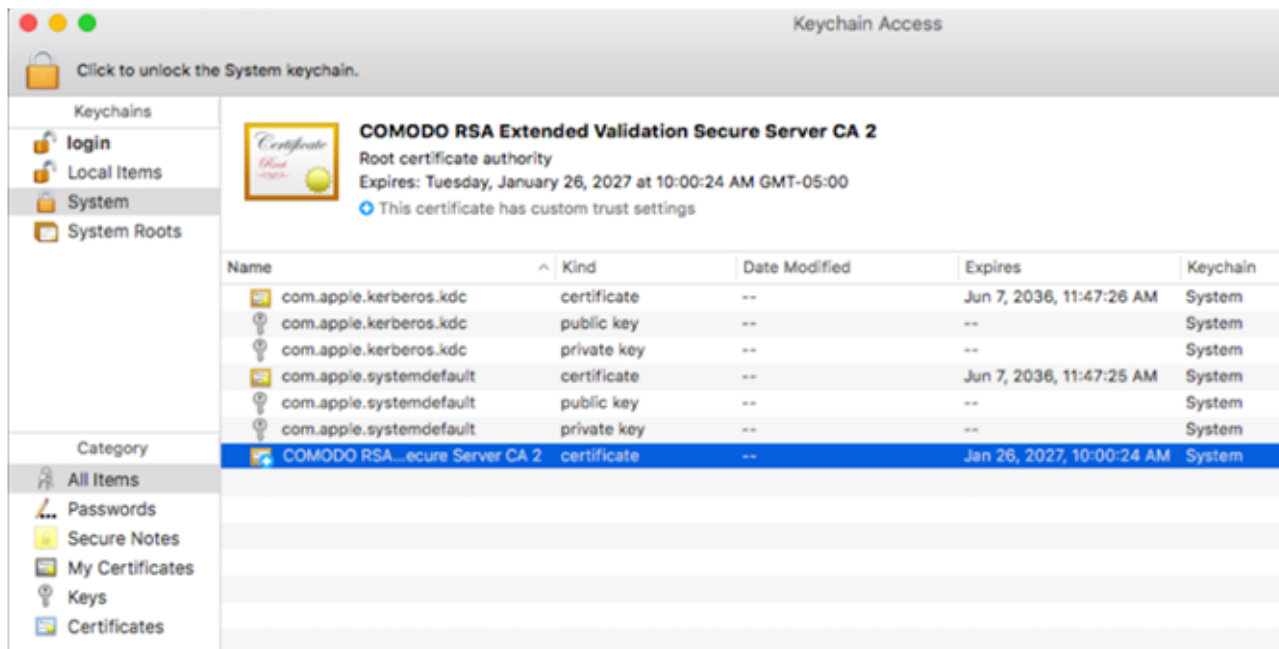 Keychain Access
Click to unlock the System keychain.
Keychains
login
Local Items
System
System Roots
Certificate
Root
COMODO RSA Extended Validation Secure Server CA 2
Root certificate authority
Expires: Tuesday, January 26, 2027 at 10:00:24 AM GMT-05:00
This certificate has custom trust settings
Name Kind Date Modified Expires Keychain
com.apple.kerberos.kdc certificate -- Jun 7, 2036, 11:47:26 AM System
com.apple.kerberos.kdc public key -- -- System
com.apple.kerberos.kdc private key -- -- System
com.apple.systemdefault certificate -- Jun 7, 2036, 11:47:25 AM System
com.apple.systemdefault public key -- -- System
com.apple.systemdefault private key -- -- System
COMODO RSA...ecure Server CA 2 certificate -- Jan 26, 2027, 10:00:24 AM System
Category
All Items
Passwords
Secure Notes
My Certificates
Keys
Certificates